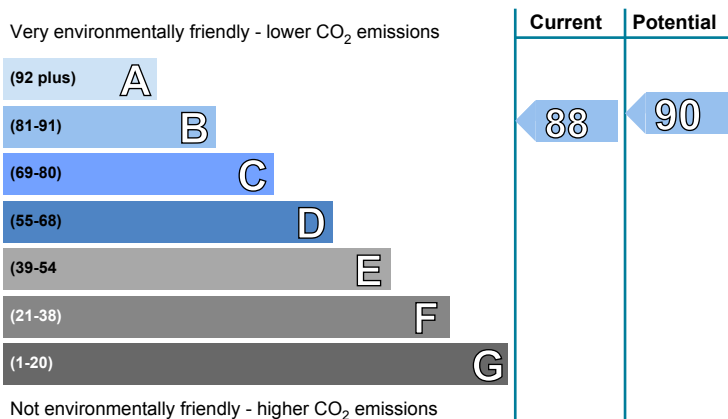 Current Potential
Very environmentally friendly - lower CO2 emissions
(92 plus) A
(81-91) B 88 90
(69-80) C
(55-68) D
(39-54 E
(21-38) F
(1-20) G
Not environmentally friendly - higher CO2 emissions